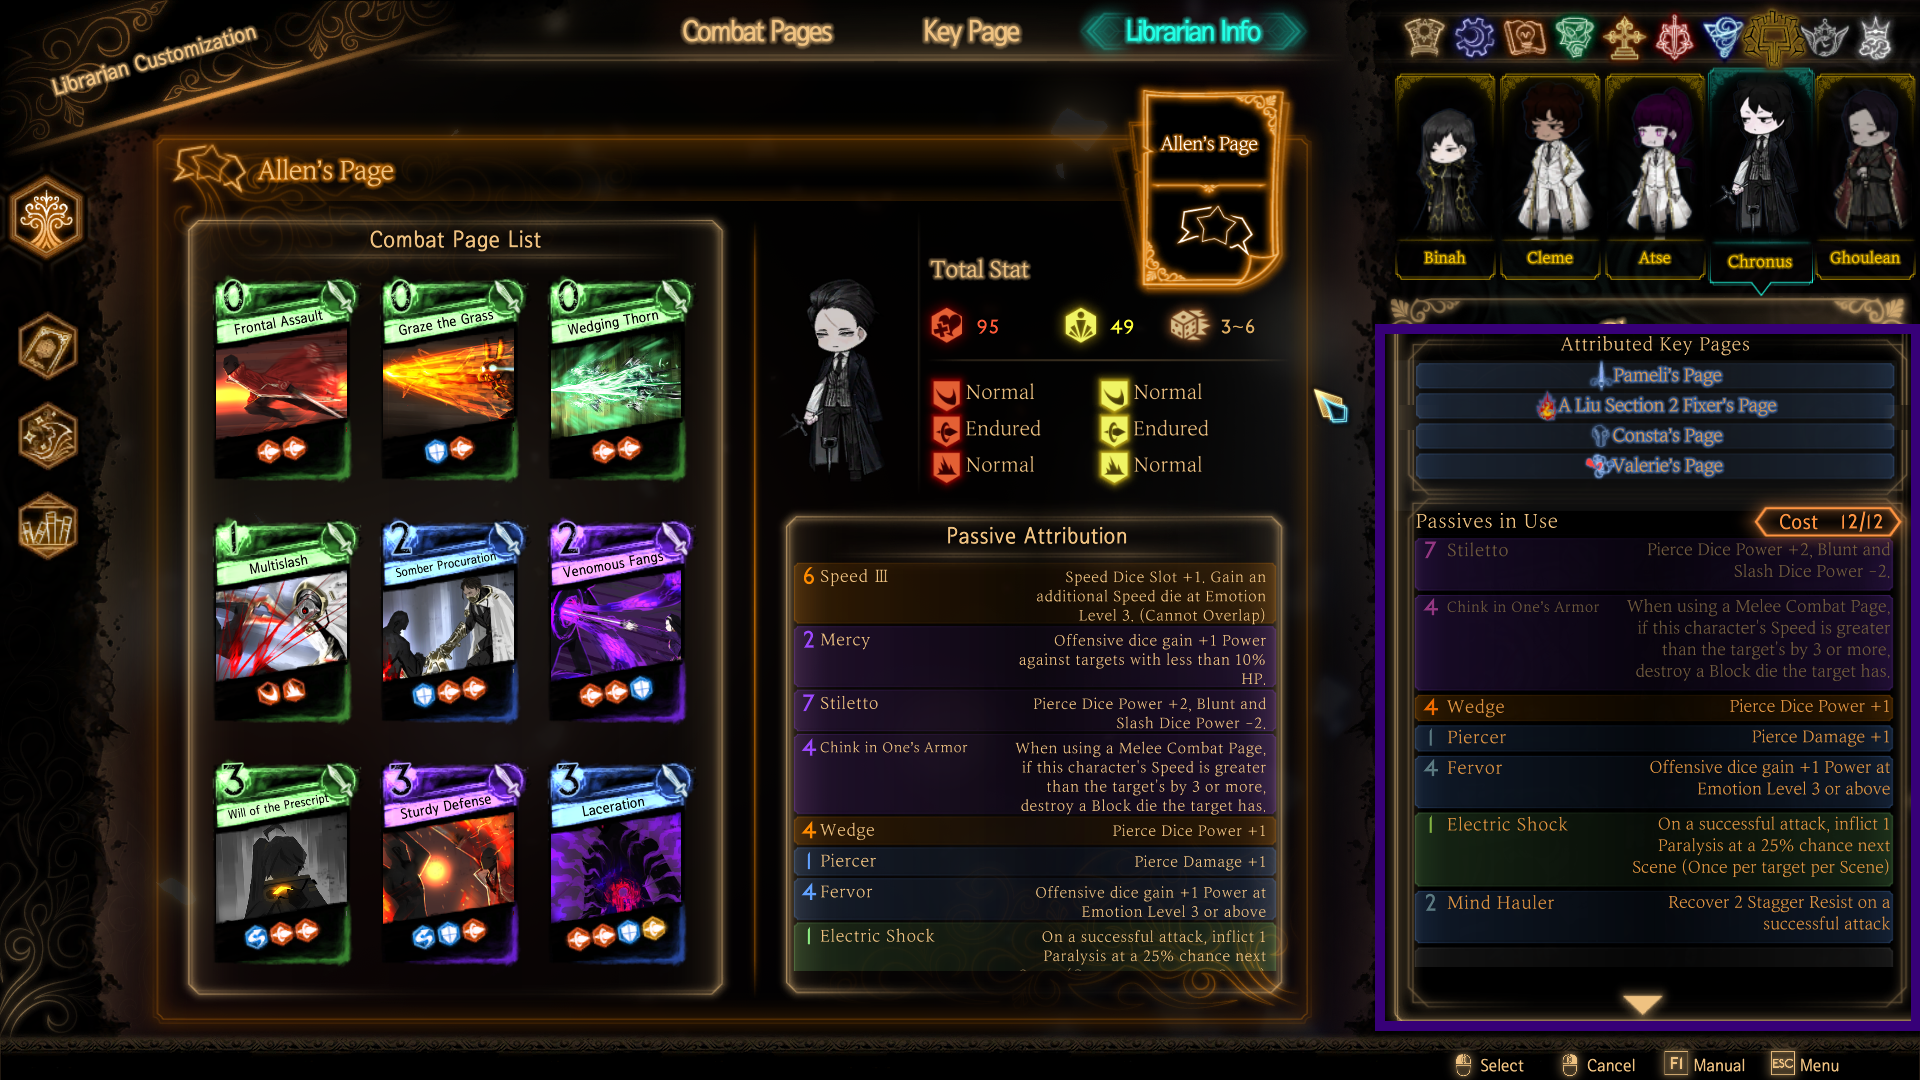 Librarian Customization
Combat Pages
Key Page
Librarian Info
Allen's Page
Allen's Page
Combat Page List
0
Frontal Assault
0
Graze the Grass
0
Wedging Thorn
1
Multislash
2
Somber Procuration
2
Venomous Fangs
3
Will of the Prescript
3
Sturdy Defense
3
Laceration
Total Stat
95
49
3~6
Normal
Normal
Endured
Endured
Normal
Normal
Passive Attribution
6 Speed III
Speed Dice Slot +1. Gain an
additional Speed die at Emotion
Level 3. (Cannot Overlap)
2 Mercy
Offensive dice gain +1 Power
against targets with less than 10%
HP.
7 Stiletto
Pierce Dice Power +2, Blunt and
Slash Dice Power -2.
4 Chink in One's Armor
When using a Melee Combat Page,
if this character's Speed is greater
than the target's by 3 or more,
destroy a Block die the target has.
4 Wedge
Pierce Dice Power +1
1 Piercer
Pierce Damage +1
4 Fervor
Offensive dice gain +1 Power at
Emotion Level 3 or above
1 Electric Shock
On a successful attack, inflict 1
Paralysis at a 25% chance next
Binah
Cleme
Atse
Chronus
Ghoulean
Attributed Key Pages
Pameli's Page
A Liu Section 2 Fixer's Page
Consta's Page
Valerie's Page
Passives in Use
Cost 12/12
7 Stiletto
Pierce Dice Power +2, Blunt and
Slash Dice Power -2.
4 Chink in One's Armor
When using a Melee Combat Page,
if this character's Speed is greater
than the target's by 3 or more,
destroy a Block die the target has.
4 Wedge
Pierce Dice Power +1
1 Piercer
Pierce Damage +1
4 Fervor
Offensive dice gain +1 Power at
Emotion Level 3 or above
1 Electric Shock
On a successful attack, inflict 1
Paralysis at a 25% chance next
Scene (Once per target per Scene)
2 Mind Hauler
Recover 2 Stagger Resist on a
successful attack
Select
Cancel
F1 Manual
ESC Menu